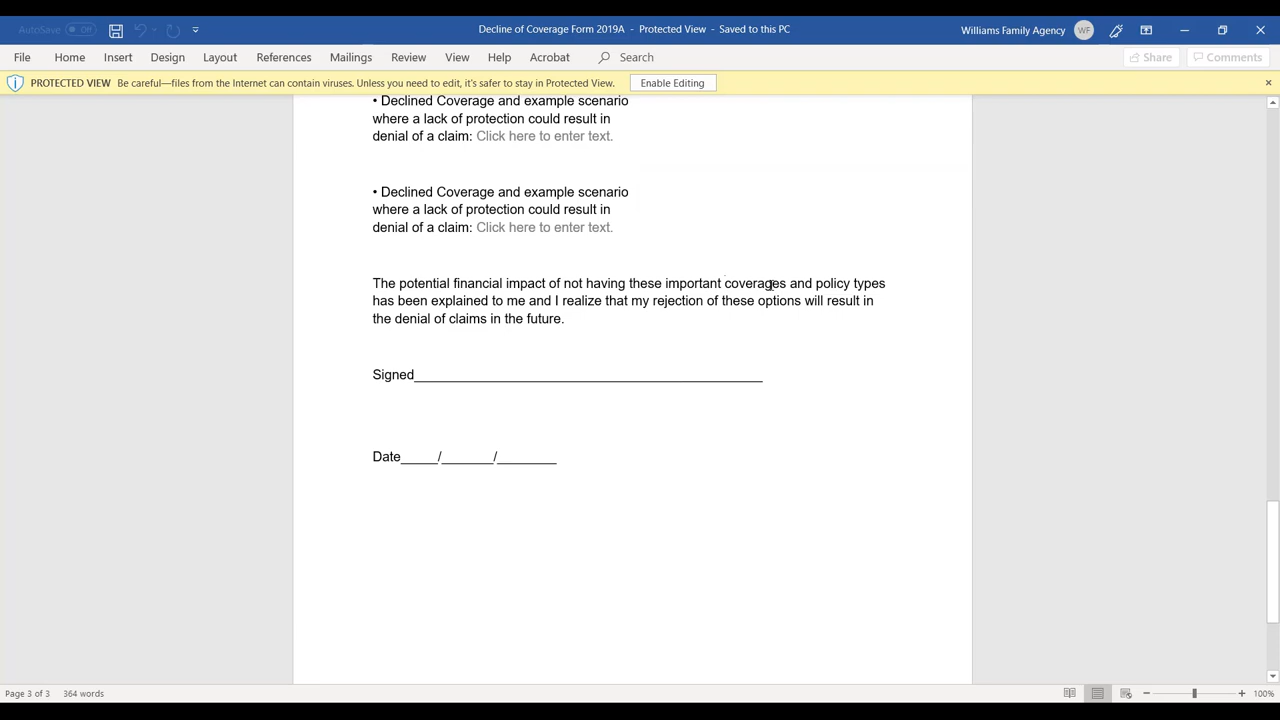 AutoSave Off
Decline of Coverage Form 2019A - Protected View - Saved to this PC
Williams Family Agency WF
File Home Insert Design Layout References Mailings Review View Help Acrobat Search Share Comments
PROTECTED VIEW Be careful—files from the Internet can contain viruses. Unless you need to edit, it's safer to stay in Protected View. Enable Editing
• Declined Coverage and example scenario
where a lack of protection could result in
denial of a claim: Click here to enter text.
• Declined Coverage and example scenario
where a lack of protection could result in
denial of a claim: Click here to enter text.
The potential financial impact of not having these important coverages and policy types
has been explained to me and I realize that my rejection of these options will result in
the denial of claims in the future.
Signed_______________________________________________
Date_____/_______/________
Page 3 of 3 364 words
100%